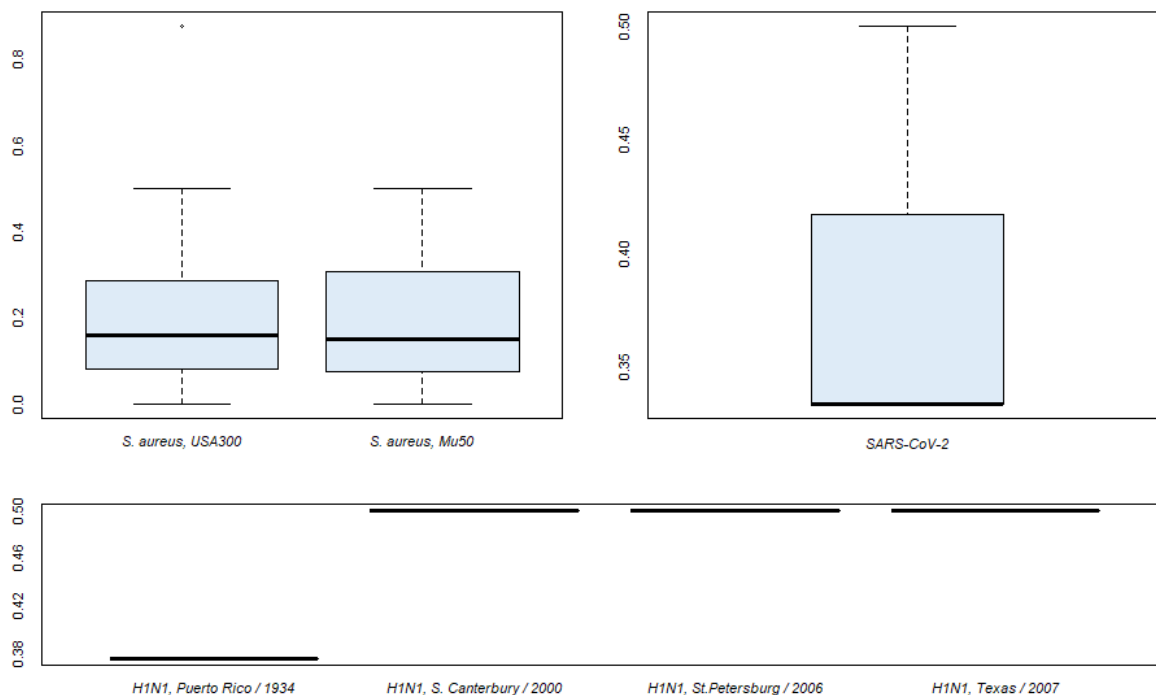 0.8
0.6
0.4
0.2
0.0
S. aureus, USA300
S. aureus, Mu50
0.50
0.45
0.40
0.35
SARS-CoV-2
0.50
0.46
0.42
0.38
H1N1, Puerto Rico / 1934
H1N1, S. Canterbury / 2000
H1N1, St.Petersburg / 2006
H1N1, Texas / 2007